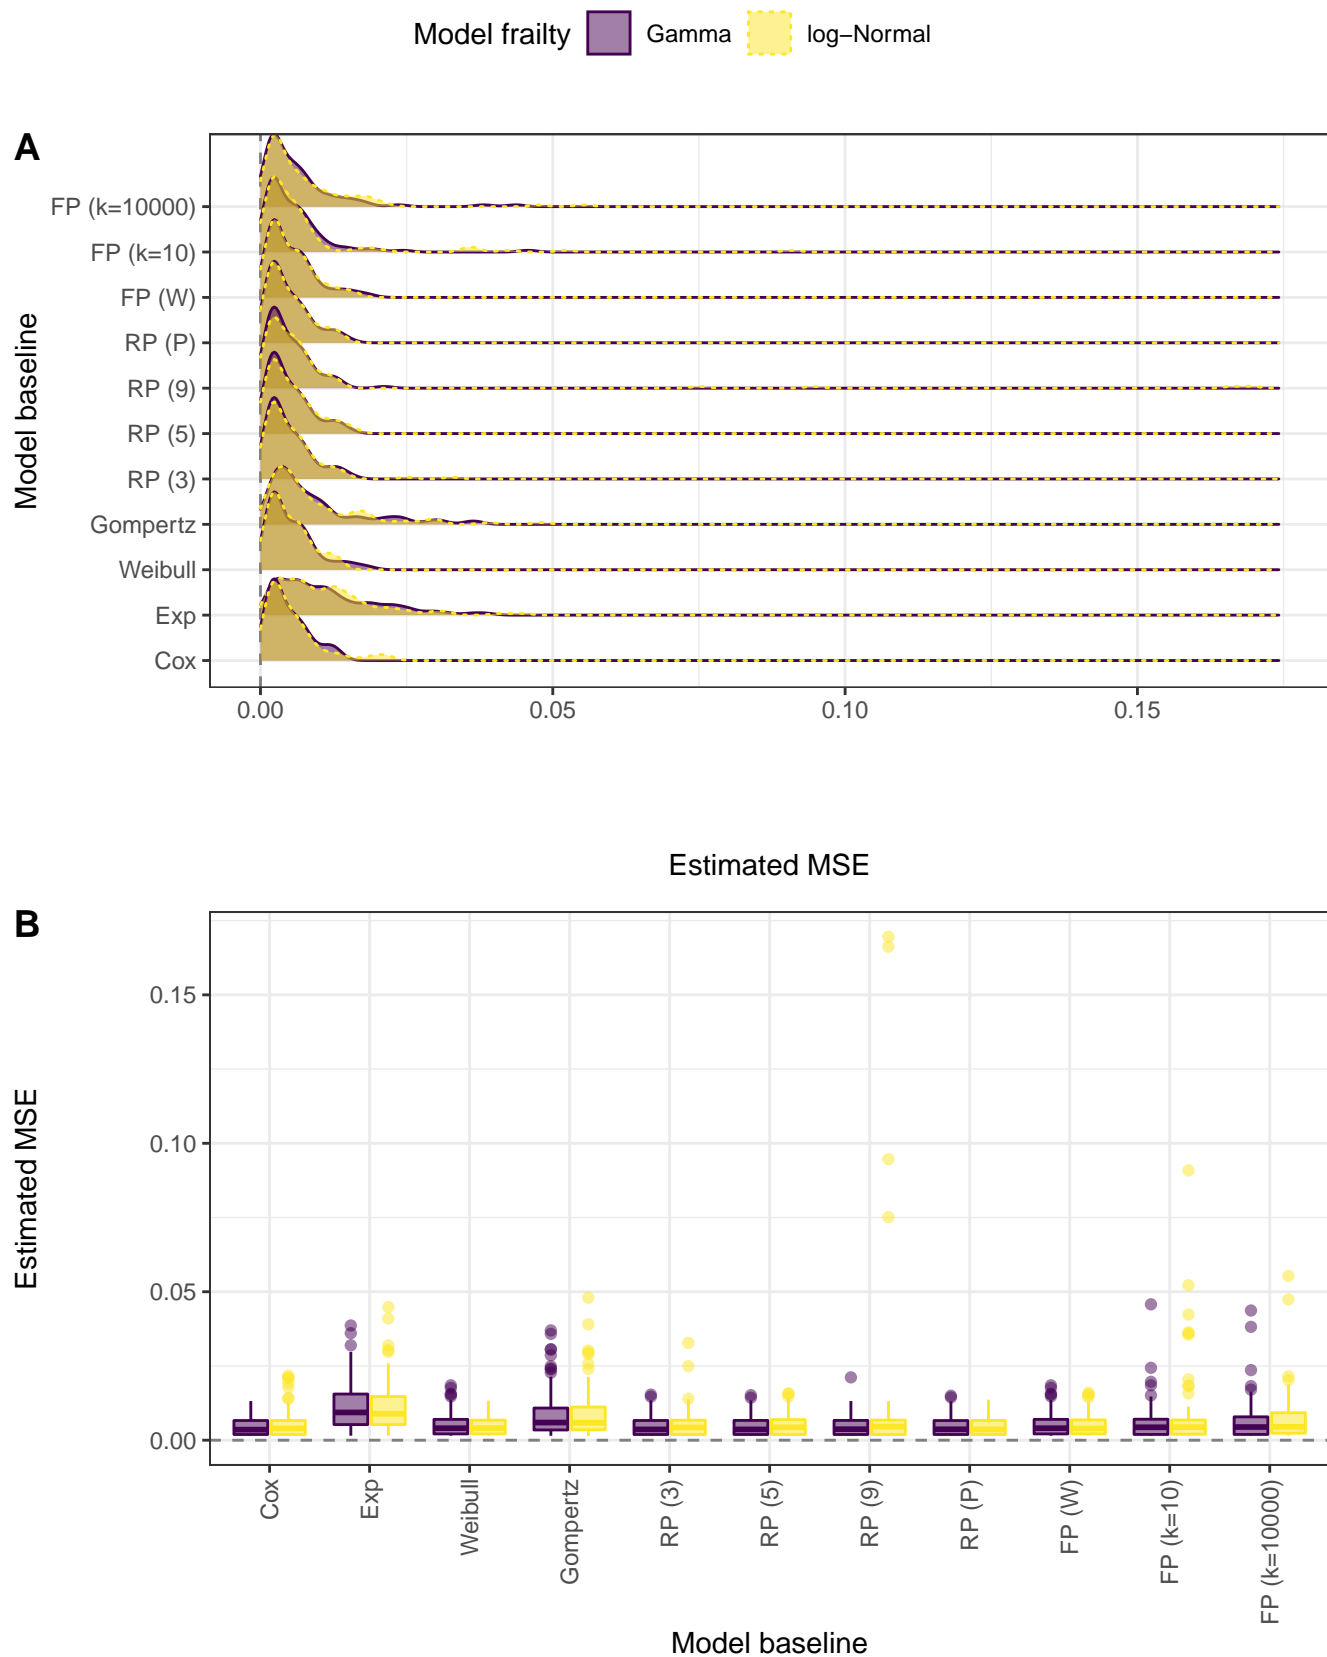 Model frailty Gamma log−Normal
A
Model baseline
FP (k=10000)
FP (k=10)
FP (W)
RP (P)
RP (9)
RP (5)
RP (3)
Gompertz
Weibull
Exp
Cox
0.00 0.05 0.10 0.15
Estimated MSE
B
Estimated MSE
0.15
0.10
0.05
0.00
Cox Exp Weibull Gompertz RP (3) RP (5) RP (9) RP (P) FP (W) FP (k=10) FP (k=10000)
Model baseline